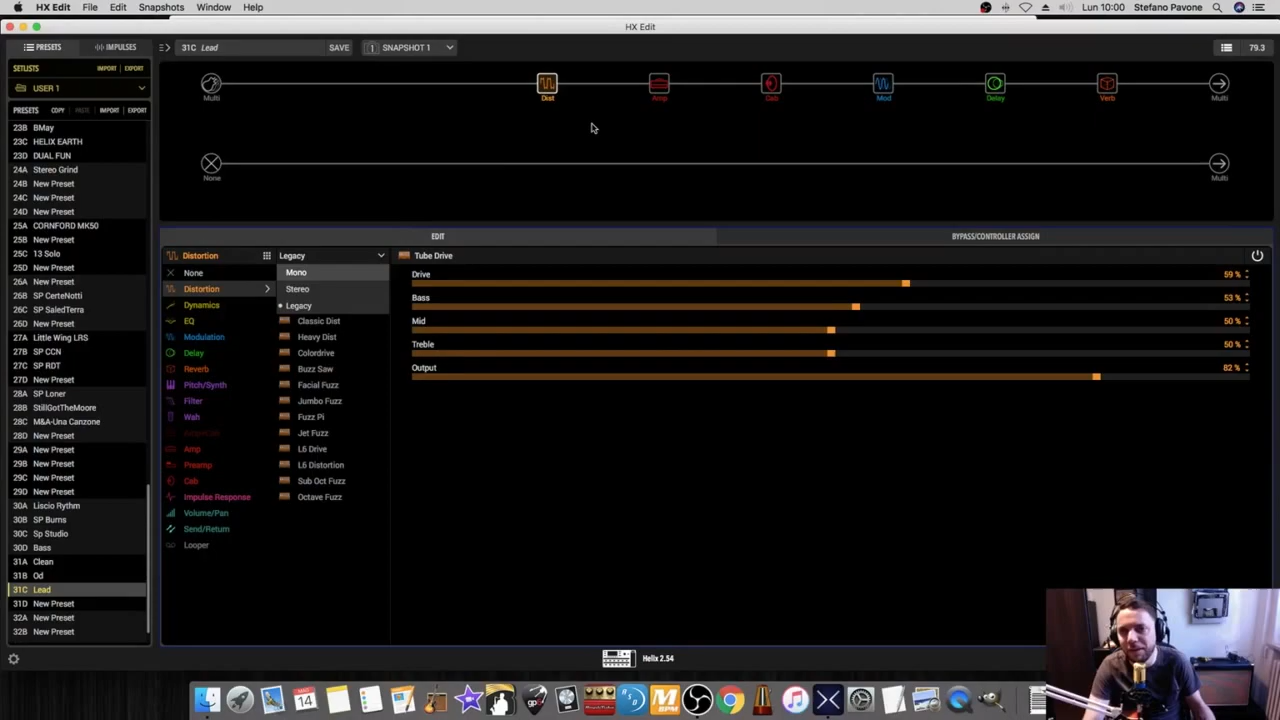 HX Edit File Edit Snapshots Window Help
Lun 10:00 Stefano Pavone
HX Edit
PRESETS IMPULSES
31C Lead SAVE 1 SNAPSHOT 1 79.3
SETLISTS IMPORT EXPORT
USER 1
PRESETS COPY PASTE IMPORT EXPORT
23B BMay
23C HELIX EARTH
23D DUAL FUN
24A Stereo Grind
24B New Preset
24C New Preset
24D New Preset
25A CORNFORD MK50
25B New Preset
25C 13 Solo
25D New Preset
26A New Preset
26B SP CerteNotti
26C SP SaledTerra
26D New Preset
27A Little Wing LRS
27B SP CCN
27C SP RDT
27D New Preset
28A SP Loner
28B StillGotTheMoore
28C M&A-Una Canzone
28D New Preset
29A New Preset
29B New Preset
29C New Preset
29D New Preset
30A Liscio Rythm
30B SP Burns
30C Sp Studio
30D Bass
31A Clean
31B Od
31C Lead
31D New Preset
32A New Preset
32B New Preset
Multi Dist Amp Cab Mod Delay Verb Multi
None Multi
EDIT BYPASS/CONTROLLER ASSIGN
Distortion
None
Distortion
Dynamics
EQ
Modulation
Delay
Reverb
Pitch/Synth
Filter
Wah
Amp+Cab
Amp
Preamp
Cab
Impulse Response
Volume/Pan
Send/Return
Looper
Legacy
Mono
Stereo
Legacy
Classic Dist
Heavy Dist
Colordrive
Buzz Saw
Facial Fuzz
Jumbo Fuzz
Fuzz Pi
Jet Fuzz
L6 Drive
L6 Distortion
Sub Oct Fuzz
Octave Fuzz
Tube Drive
Drive 59 %
Bass 53 %
Mid 50 %
Treble 50 %
Output 82 %
Helix 2.54